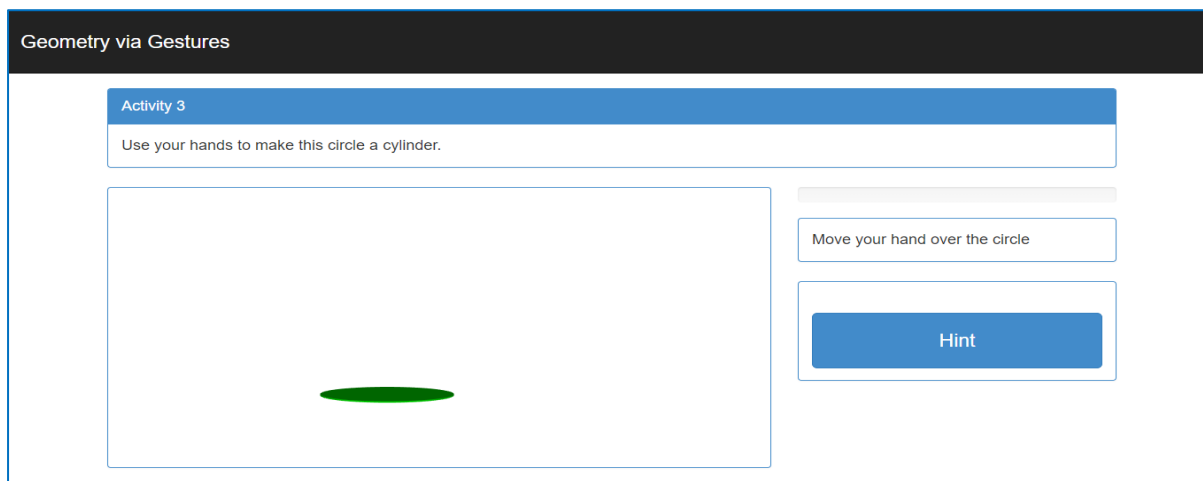 Geometry via Gestures
Activity 3
Use your hands to make this circle a cylinder.
Move your hand over the circle
Hint